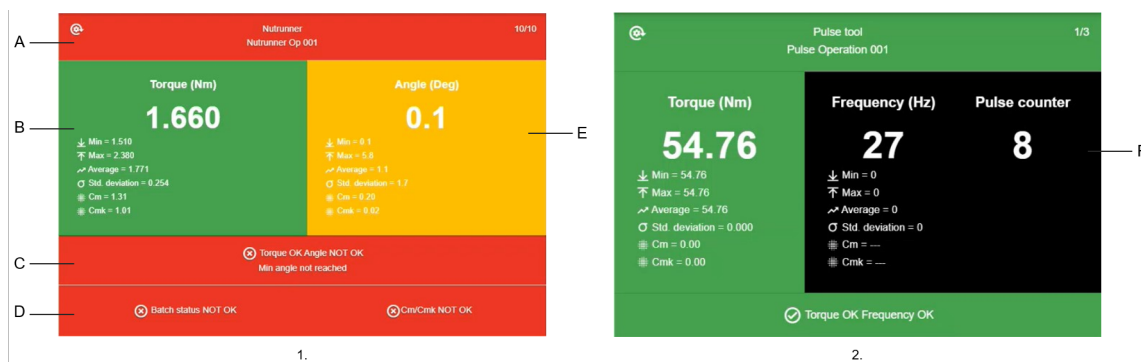 A
Nutrunner
10/10
Nutrunner Op 001
B
Torque (Nm)
1.660
Min = 1.510
Max = 2.380
Average = 1.771
Std. deviation = 0.254
Cm = 1.31
Cmk = 1.01
Angle (Deg)
0.1
Min = 0.1
Max = 5.8
Average = 1.1
Std. deviation = 1.7
Cm = 0.20
Cmk = 0.02
E
C
Torque OK Angle NOT OK
Min angle not reached
D
Batch status NOT OK
Cm/Cmk NOT OK
1.
Pulse tool
1/3
Pulse Operation 001
Torque (Nm)
54.76
Min = 54.76
Max = 54.76
Average = 54.76
Std. deviation = 0.000
Cm = 0.00
Cmk = 0.00
Frequency (Hz)
27
Min = 0
Max = 0
Average = 0
Std. deviation = 0
Cm = ---
Cmk = ---
Pulse counter
8
F
Torque OK Frequency OK
2.